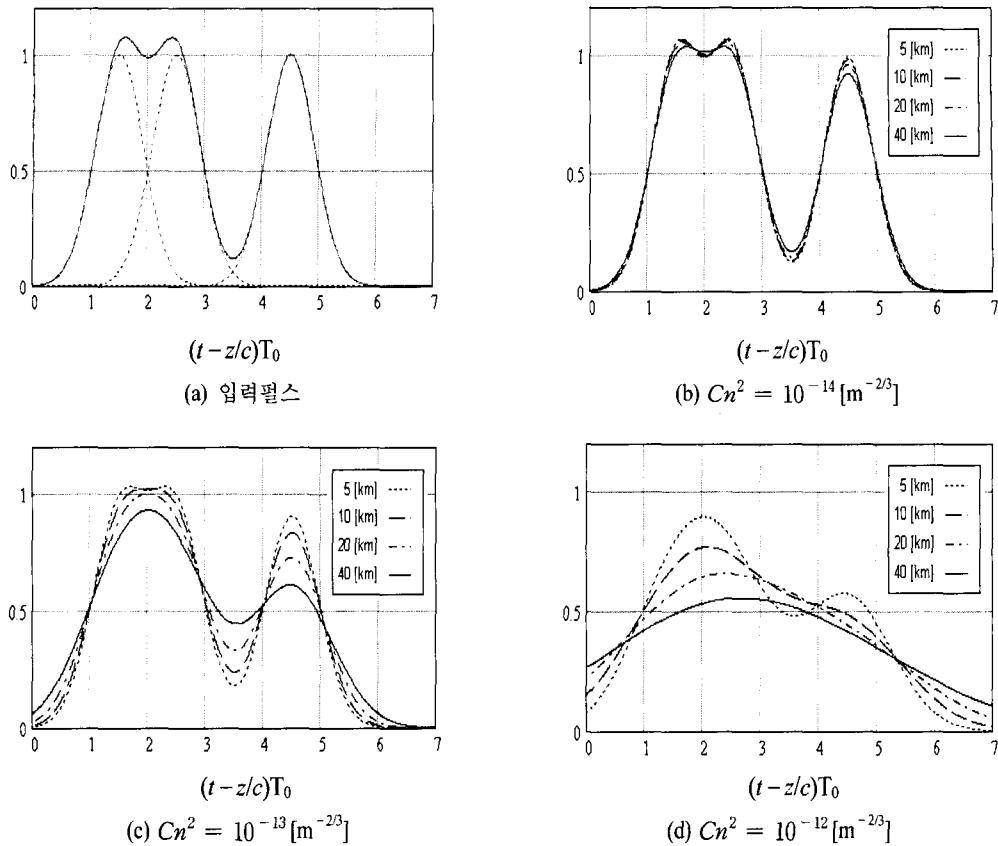 1
0.5
0
0 1 2 3 4 5 6 7
(t − z/c)T₀
(a) 입력펄스
1
0.5
0
0 1 2 3 4 5 6 7
5 [km]
10 [km]
20 [km]
40 [km]
(t − z/c)T₀
(b) Cn² = 10⁻¹⁴ [m⁻²/³]
1
0.5
0
0 1 2 3 4 5 6 7
5 [km]
10 [km]
20 [km]
40 [km]
(t − z/c)T₀
(c) Cn² = 10⁻¹³ [m⁻²/³]
1
0.5
0
0 1 2 3 4 5 6 7
5 [km]
10 [km]
20 [km]
40 [km]
(t − z/c)T₀
(d) Cn² = 10⁻¹² [m⁻²/³]